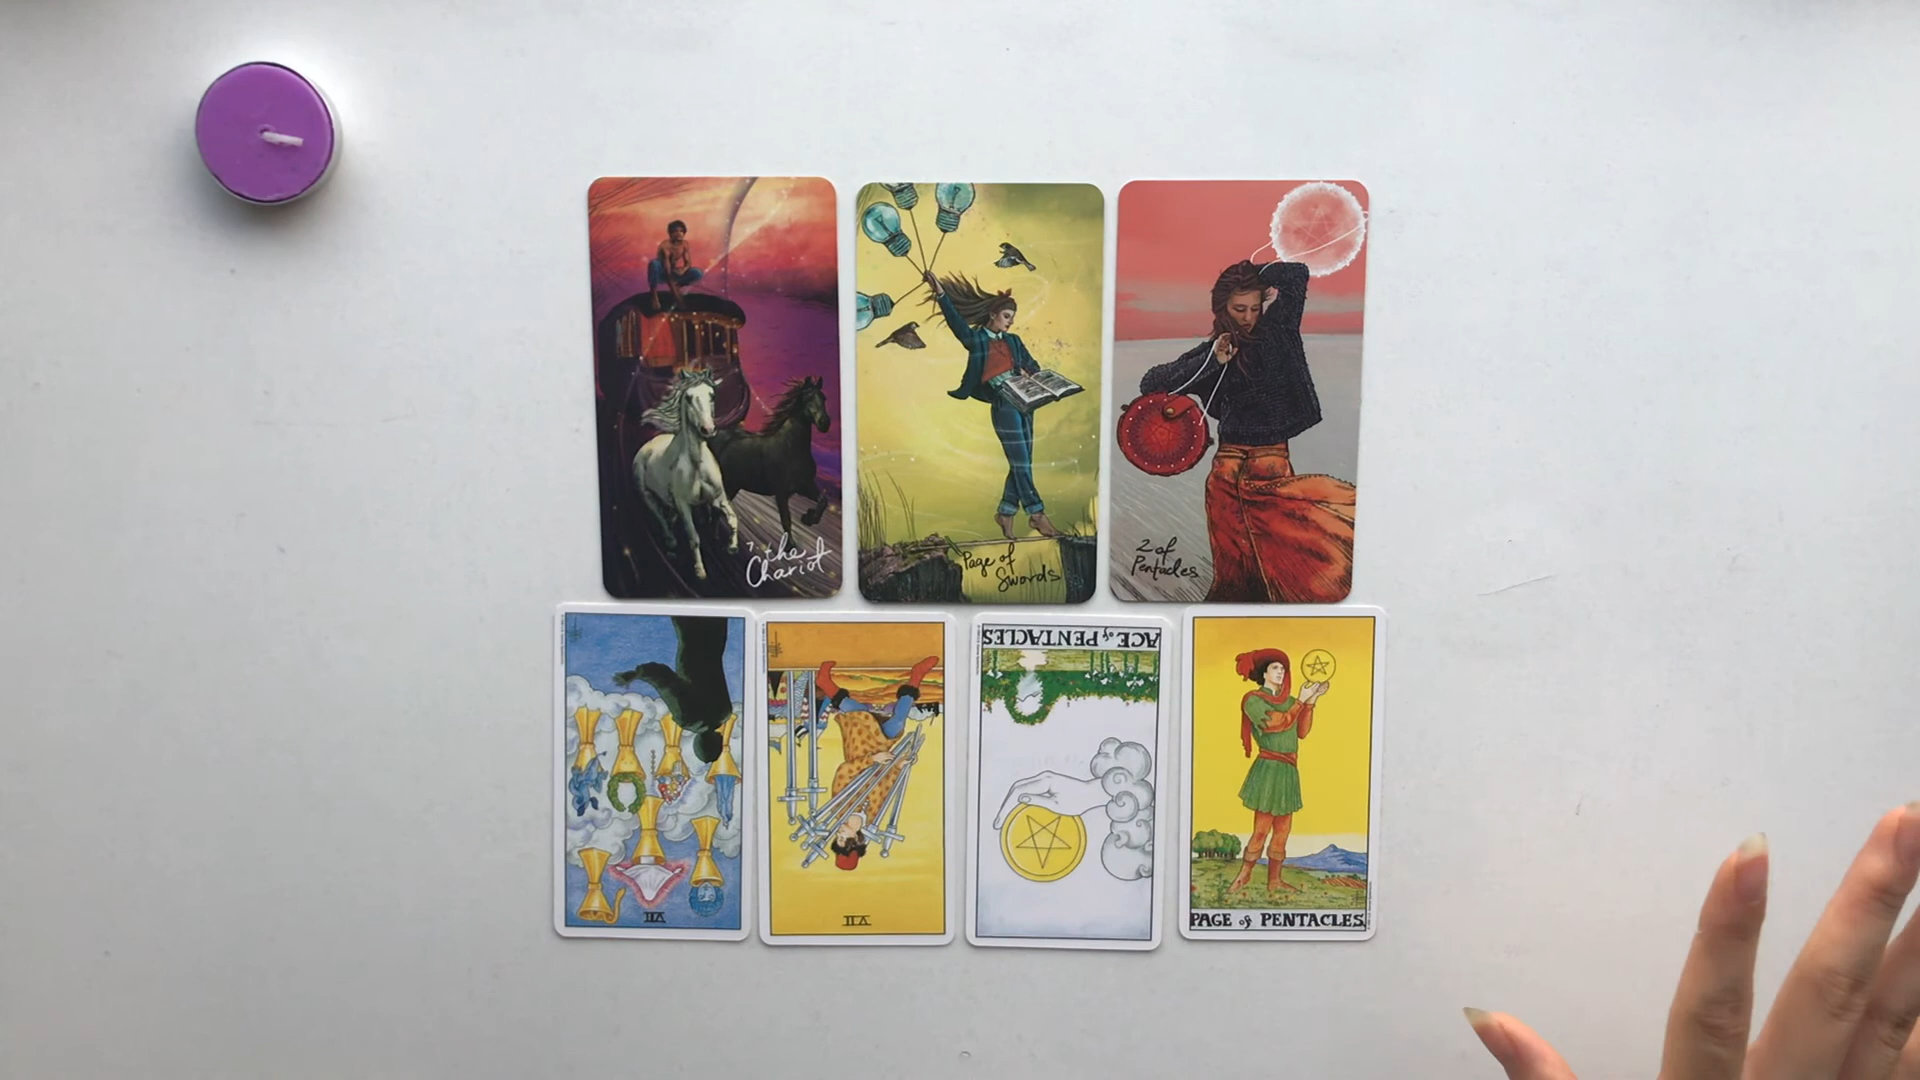 7. the
Chariot
Page of
Swords
2 of
Pentacles
VII
VII
ACE of PENTACLES
PAGE of PENTACLES